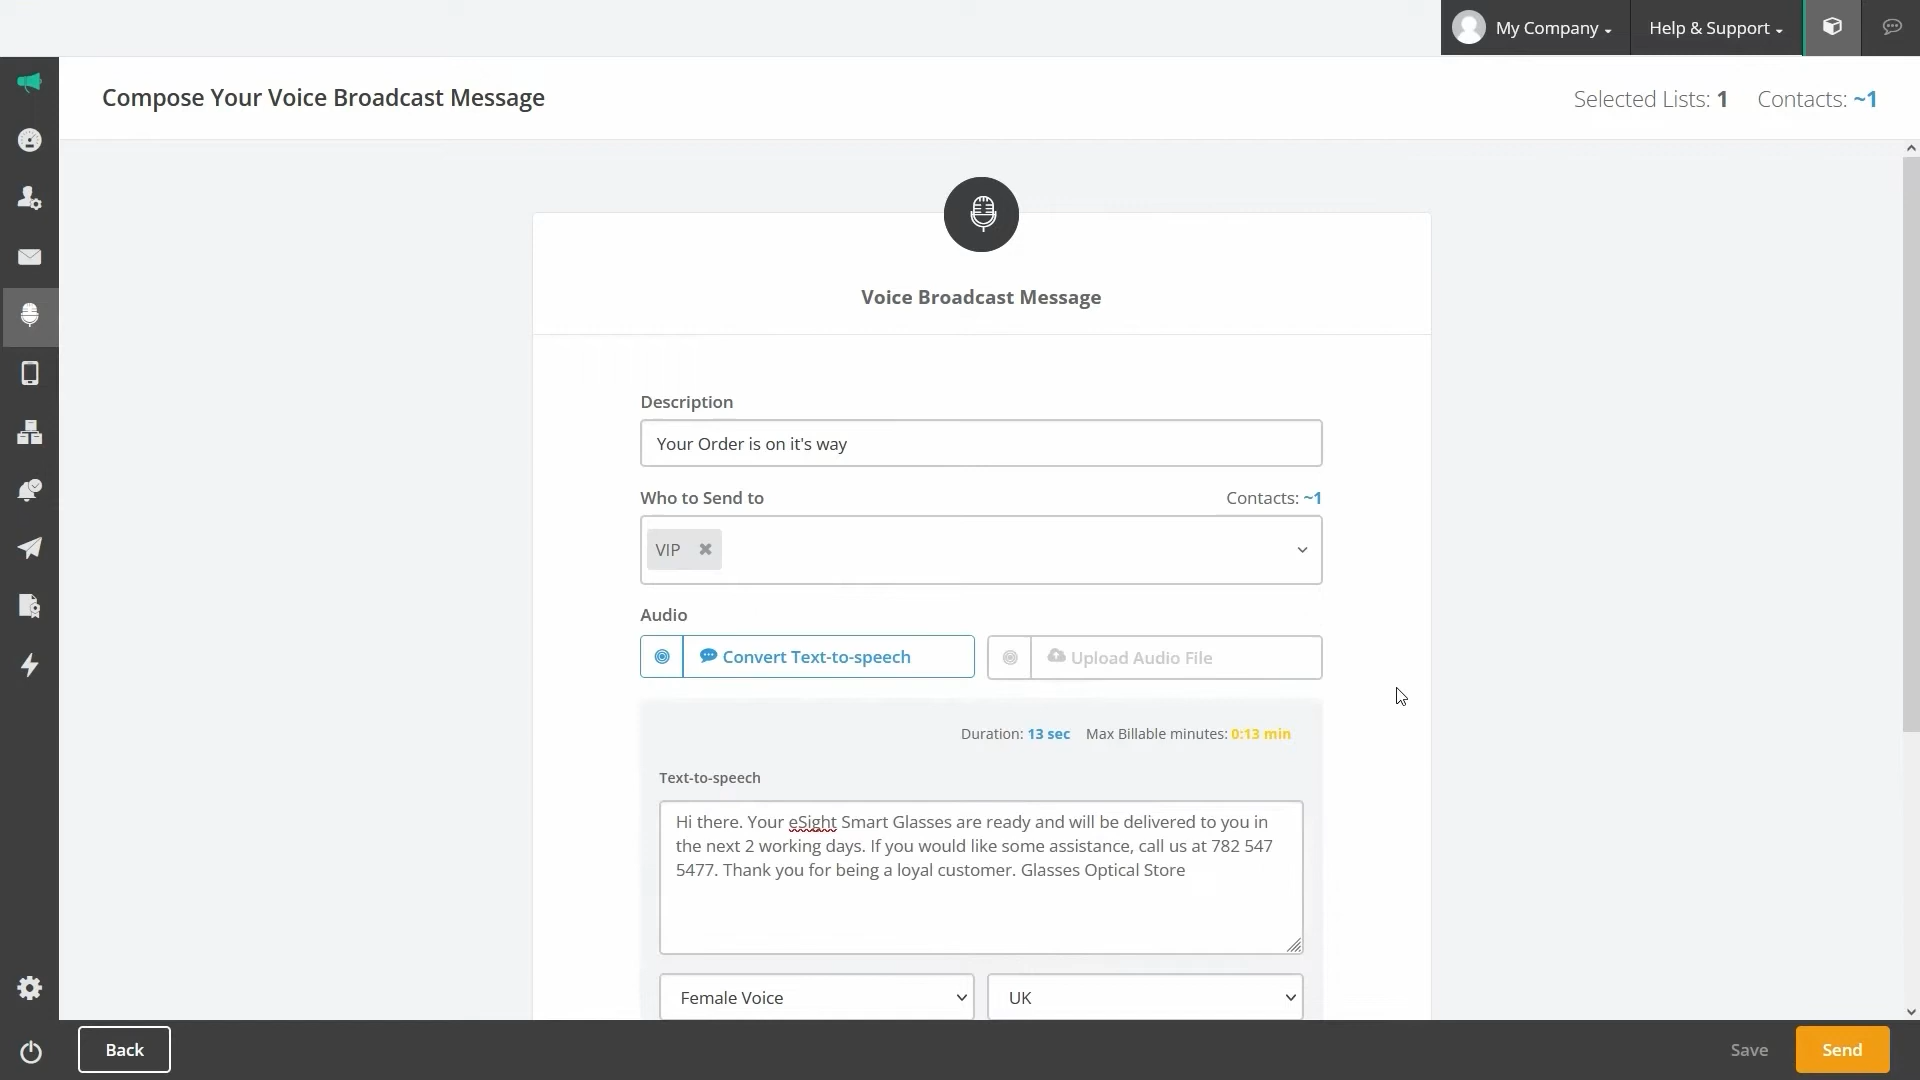 My Company
Help & Support
Compose Your Voice Broadcast Message
Selected Lists: 1 Contacts: ~1
Voice Broadcast Message
Description
Your Order is on it's way
Who to Send to
Contacts: ~1
VIP
Audio
Convert Text-to-speech
Upload Audio File
Duration: 13 sec Max Billable minutes: 0:13 min
Text-to-speech
Hi there. Your eSight Smart Glasses are ready and will be delivered to you in
the next 2 working days. If you would like some assistance, call us at 782 547
5477. Thank you for being a loyal customer. Glasses Optical Store
Female Voice
UK
Back
Save
Send